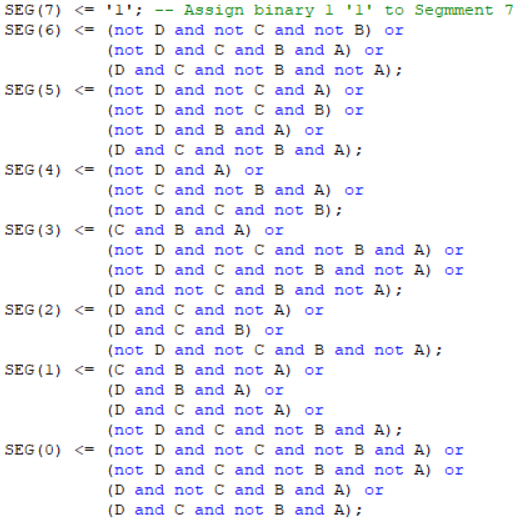 SEG(7) <= '1'; -- Assign binary 1 '1' to Segmment 7
SEG(6) <= (not D and not C and not B) or
(not D and C and B and A) or
(D and C and not B and not A);
SEG(5) <= (not D and not C and A) or
(not D and not C and B) or
(not D and B and A) or
(D and C and not B and A);
SEG(4) <= (not D and A) or
(not C and not B and A) or
(not D and C and not B);
SEG(3) <= (C and B and A) or
(not D and not C and not B and A) or
(not D and C and not B and not A) or
(D and not C and B and not A);
SEG(2) <= (D and C and not A) or
(D and C and B) or
(not D and not C and B and not A);
SEG(1) <= (C and B and not A) or
(D and B and A) or
(D and C and not A) or
(not D and C and not B and A);
SEG(0) <= (not D and not C and not B and A) or
(not D and C and not B and not A) or
(D and not C and B and A) or
(D and C and not B and A);